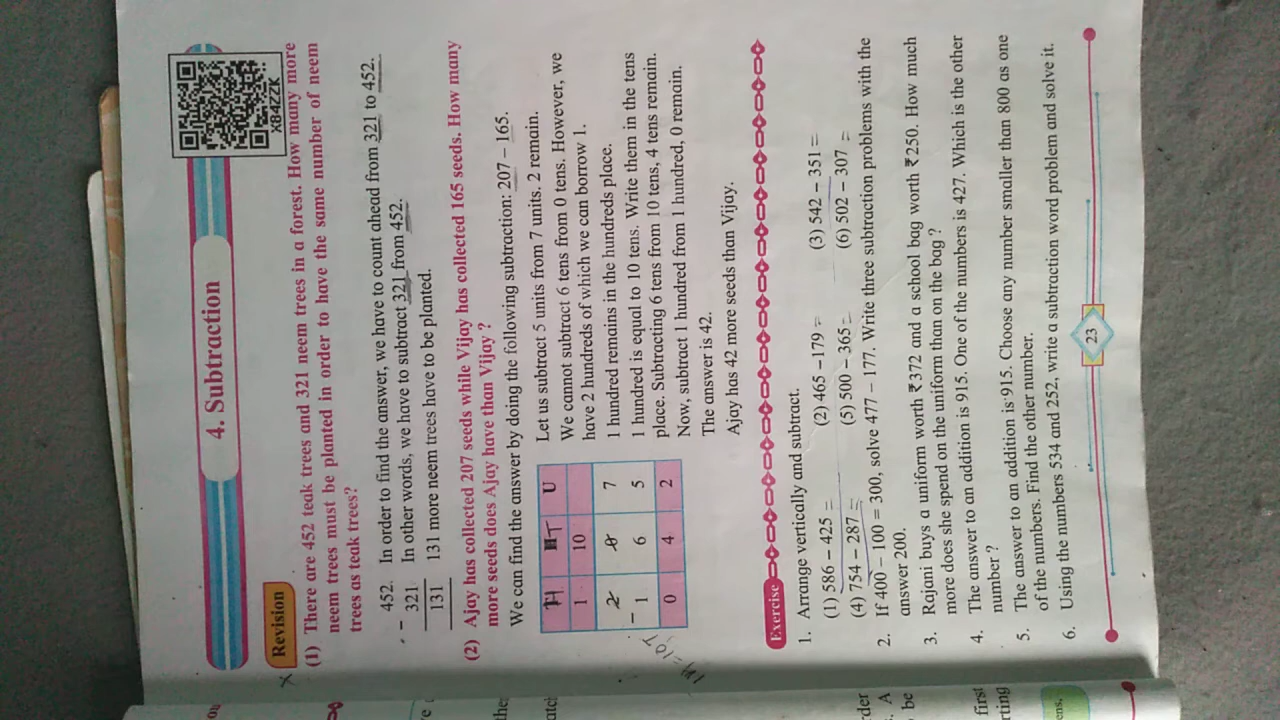 4. Subtraction
X84ZZK
Revision
(1) There are 452 teak trees and 321 neem trees in a forest. How many more
neem trees must be planted in order to have the same number of neem
trees as teak trees?
452. In order to find the answer, we have to count ahead from 321 to 452.
- 321 In other words, we have to subtract 321 from 452.
131 131 more neem trees have to be planted.
(2) Ajay has collected 207 seeds while Vijay has collected 165 seeds. How many
more seeds does Ajay have than Vijay ?
We can find the answer by doing the following subtraction: 207 – 165.
H T U
1 10
2 0 7
– 1 6 5
0 4 2
Let us subtract 5 units from 7 units. 2 remain.
We cannot subtract 6 tens from 0 tens. However, we
have 2 hundreds of which we can borrow 1.
1 hundred remains in the hundreds place.
1 hundred is equal to 10 tens. Write them in the tens
place. Subtracting 6 tens from 10 tens, 4 tens remain.
Now, subtract 1 hundred from 1 hundred, 0 remain.
The answer is 42.
Ajay has 42 more seeds than Vijay.
Exercise
1. Arrange vertically and subtract.
(1) 586 – 425 = (2) 465 –179 = (3) 542 – 351 =
(4) 754 – 287 = (5) 500 – 365 = (6) 502 – 307 =
2. If 400 – 100 = 300, solve 477 – 177. Write three subtraction problems with the
answer 200.
3. Rajani buys a uniform worth ₹372 and a school bag worth ₹250. How much
more does she spend on the uniform than on the bag ?
4. The answer to an addition is 915. One of the numbers is 427. Which is the other
number ?
5. The answer to an addition is 915. Choose any number smaller than 800 as one
of the numbers. Find the other number.
6. Using the numbers 534 and 252, write a subtraction word problem and solve it.
23